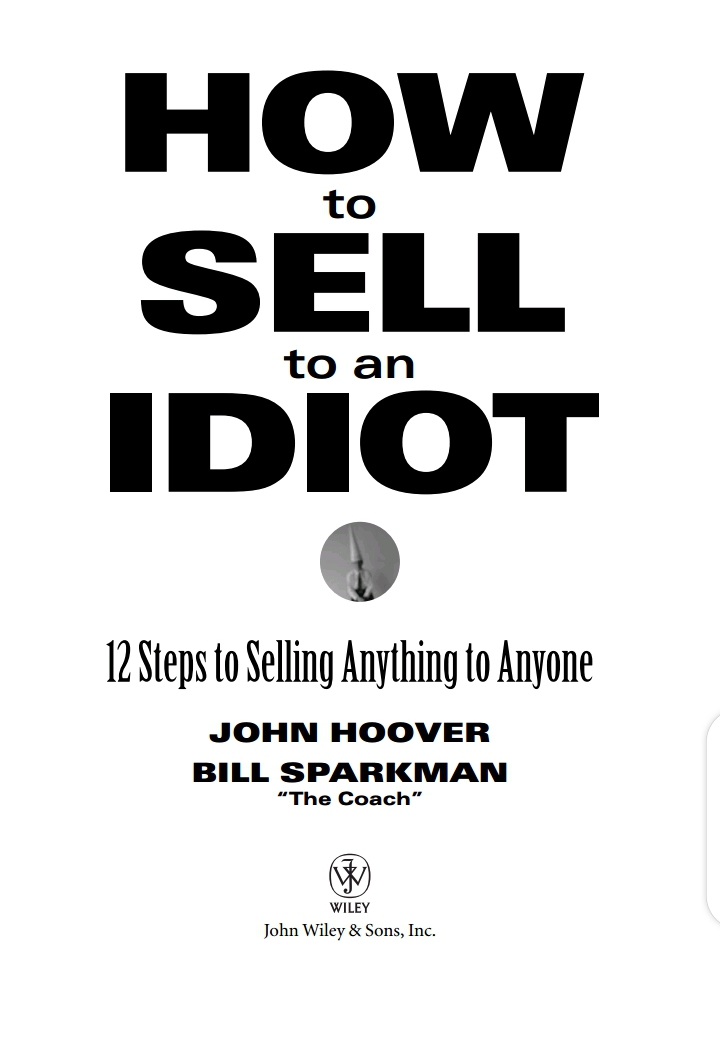 HOW
to
SELL
to an
IDIOT
12 Steps to Selling Anything to Anyone
JOHN HOOVER
BILL SPARKMAN
“The Coach”
WILEY
John Wiley & Sons, Inc.